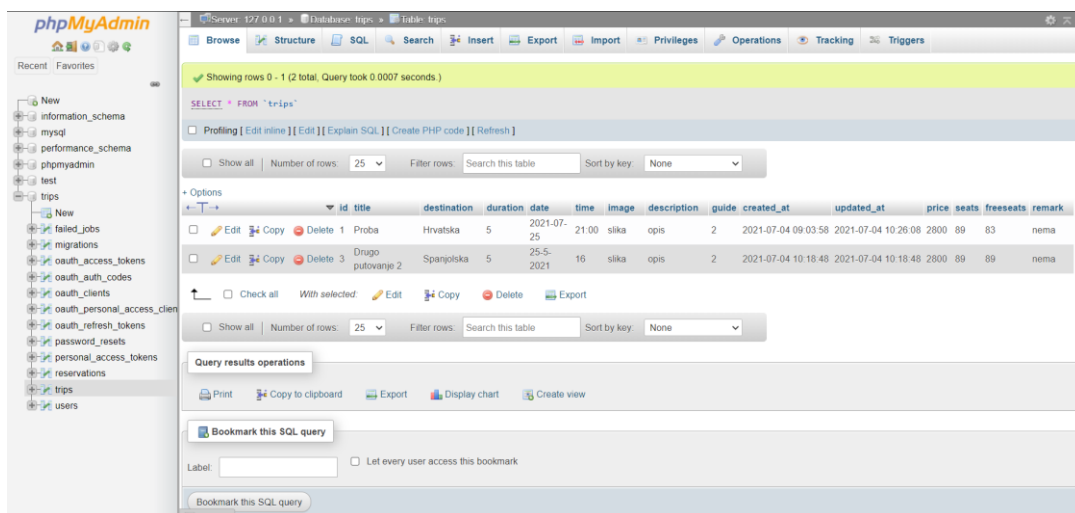 phpMyAdmin
Recent Favorites
New
information_schema
mysql
performance_schema
phpmyadmin
test
trips
New
failed_jobs
migrations
oauth_access_tokens
oauth_auth_codes
oauth_clients
oauth_personal_access_clien
oauth_refresh_tokens
password_resets
personal_access_tokens
reservations
trips
users
Server: 127.0.0.1 » Database: trips » Table: trips
Browse Structure SQL Search Insert Export Import Privileges Operations Tracking Triggers
Showing rows 0 - 1 (2 total, Query took 0.0007 seconds.)
SELECT * FROM `trips`
Profiling [ Edit inline ] [ Edit ] [ Explain SQL ] [ Create PHP code ] [ Refresh ]
Show all | Number of rows: 25 Filter rows: Search this table Sort by key: None
+ Options
←T→ id title destination duration date time image description guide created_at updated_at price seats freeseats remark
Edit Copy Delete 1 Proba Hrvatska 5 2021-07-25 21:00 slika opis 2 2021-07-04 09:03:58 2021-07-04 10:26:08 2800 89 83 nema
Edit Copy Delete 3 Drugo putovanje 2 Spanjolska 5 25-5-2021 16 slika opis 2 2021-07-04 10:18:48 2021-07-04 10:18:48 2800 89 89 nema
Check all With selected: Edit Copy Delete Export
Show all | Number of rows: 25 Filter rows: Search this table Sort by key: None
Query results operations
Print Copy to clipboard Export Display chart Create view
Bookmark this SQL query
Label: Let every user access this bookmark
Bookmark this SQL query